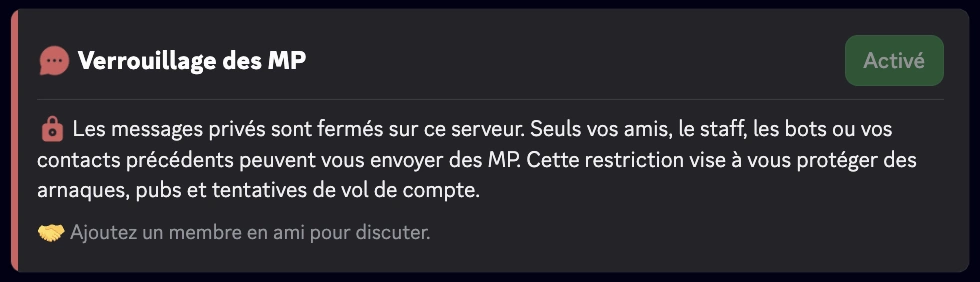 Verrouillage des MP
Activé
Les messages privés sont fermés sur ce serveur. Seuls vos amis, le staff, les bots ou vos
contacts précédents peuvent vous envoyer des MP. Cette restriction vise à vous protéger des
arnaques, pubs et tentatives de vol de compte.
Ajoutez un membre en ami pour discuter.